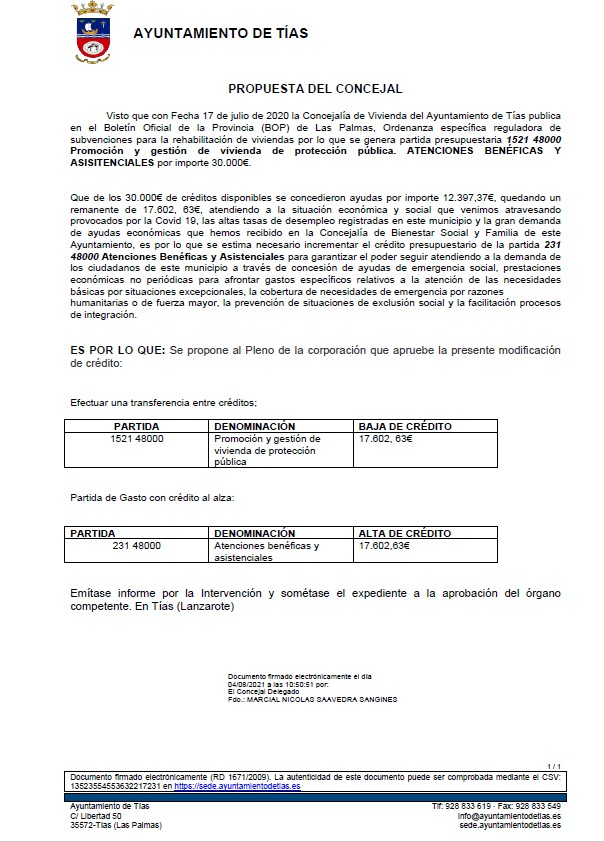 AYUNTAMIENTO DE TÍAS
PROPUESTA DEL CONCEJAL
Visto que con Fecha 17 de julio de 2020 la Concejalía de Vivienda del Ayuntamiento de Tías publica
en el Boletín Oficial de la Provincia (BOP) de Las Palmas, Ordenanza específica reguladora de
subvenciones para la rehabilitación de viviendas por lo que se genera partida presupuestaria 1521 48000
Promoción y gestión de vivienda de protección pública. ATENCIONES BENÉFICAS Y
ASISITENCIALES por importe 30.000€.
Que de los 30.000€ de créditos disponibles se concedieron ayudas por importe 12.397,37€, quedando un
remanente de 17.602, 63€, atendiendo a la situación económica y social que venimos atravesando
provocados por la Covid 19, las altas tasas de desempleo registradas en este municipio y la gran demanda
de ayudas económicas que hemos recibido en la Concejalía de Bienestar Social y Familia de este
Ayuntamiento, es por lo que se estima necesario incrementar el crédito presupuestario de la partida 231
48000 Atenciones Benéficas y Asistenciales para garantizar el poder seguir atendiendo a la demanda de
los ciudadanos de este municipio a través de concesión de ayudas de emergencia social, prestaciones
económicas no periódicas para afrontar gastos específicos relativos a la atención de las necesidades
básicas por situaciones excepcionales, la cobertura de necesidades de emergencia por razones
humanitarias o de fuerza mayor, la prevención de situaciones de exclusión social y la facilitación procesos
de integración.
ES POR LO QUE: Se propone al Pleno de la corporación que apruebe la presente modificación
de crédito:
Efectuar una transferencia entre créditos;
PARTIDA DENOMINACIÓN BAJA DE CRÉDITO
1521 48000 Promoción y gestión de 17.602, 63€
vivienda de protección
pública
Partida de Gasto con crédito al alza:
PARTIDA DENOMINACIÓN ALTA DE CRÉDITO
231 48000 Atenciones benéficas y 17.602,63€
asistenciales
Emítase informe por la Intervención y sométase el expediente a la aprobación del órgano
competente. En Tías (Lanzarote)
Documento firmado electrónicamente el día
04/08/2021 a las 10:50:51 por:
El Concejal Delegado
Fdo.: MARCIAL NICOLAS SAAVEDRA SANGINES
1 / 1
Documento firmado electrónicamente (RD 1671/2009). La autenticidad de este documento puede ser comprobada mediante el CSV:
13523554553632217231 en https://sede.ayuntamientodetias.es
Ayuntamiento de Tías Tlf: 928 833 619 · Fax: 928 833 549
C/ Libertad 50 info@ayuntamientodetias.es
35572-Tías (Las Palmas) sede.ayuntamientodetias.es